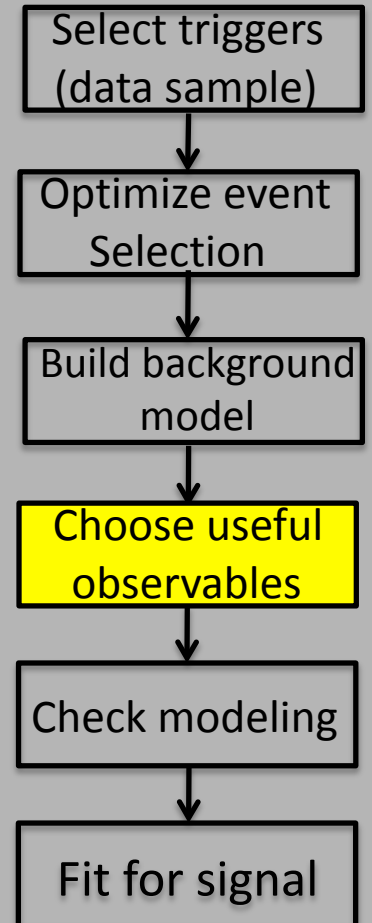 Select triggers
(data sample)
Optimize event
Selection
Build background
model
Choose useful
observables
Check modeling
Fit for signal